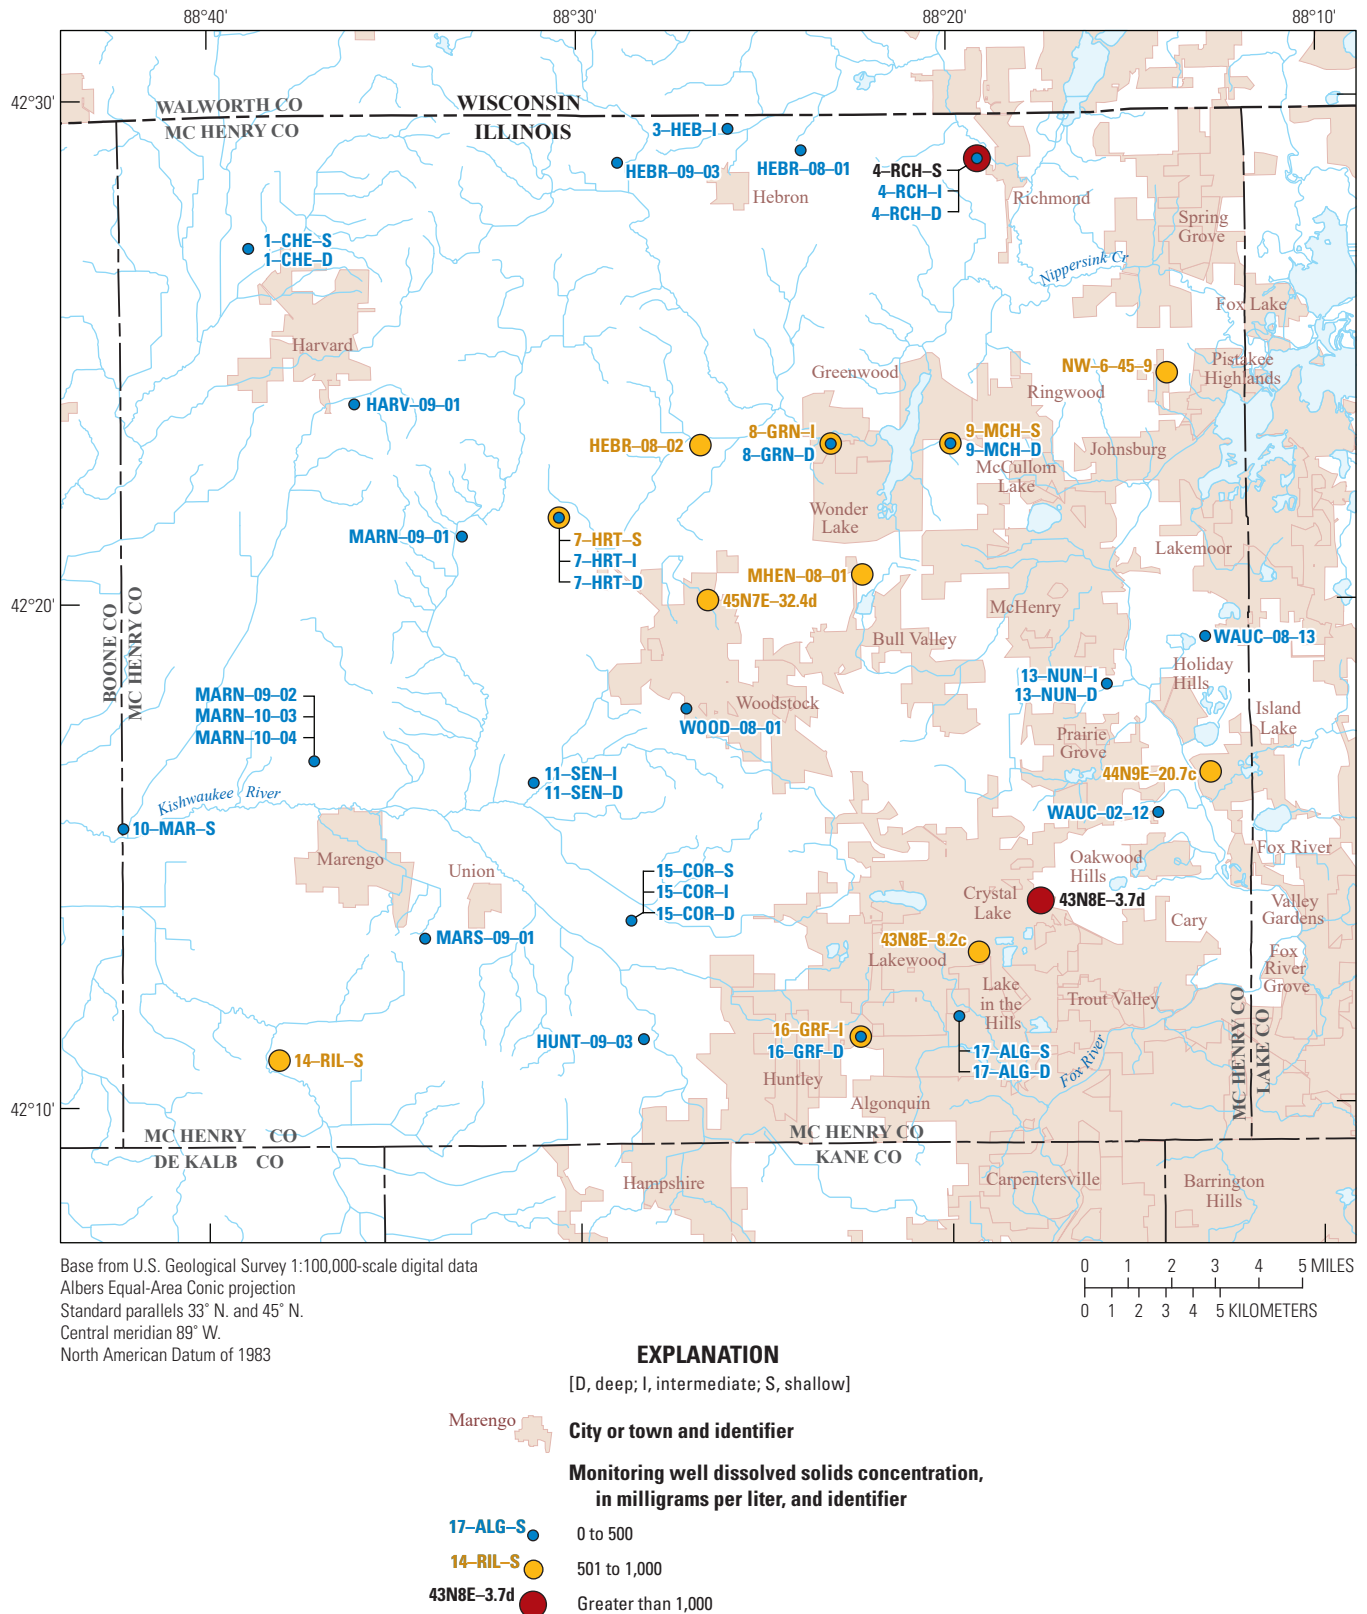 88°40'
88°30'
88°20'
88°10'
42°30'
WALWORTH CO
MC HENRY CO
WISCONSIN
ILLINOIS
3–HEB–I
HEBR–09–03
HEBR–08–01
Hebron
4–RCH–S
4–RCH–I
4–RCH–D
Richmond
Spring
Grove
1–CHE–S
1–CHE–D
Nippersink Cr
Fox Lake
Harvard
NW–6–45–9
Pistakee
Highlands
Greenwood
Ringwood
HARV–09–01
HEBR–08–02
8–GRN–I
8–GRN–D
9–MCH–S
9–MCH–D
McCullom
Lake
Johnsburg
Wonder
Lake
MARN–09–01
7–HRT–S
7–HRT–I
7–HRT–D
Lakemoor
MHEN–08–01
45N7E–32.4d
McHenry
42°20'
BOONE CO
MC HENRY CO
Bull Valley
WAUC–08–13
Holiday
Hills
13–NUN–I
13–NUN–D
MARN–09–02
MARN–10–03
MARN–10–04
Woodstock
WOOD–08–01
Island
Lake
Prairie
Grove
44N9E–20.7c
11–SEN–I
11–SEN–D
Kishwaukee River
10–MAR–S
WAUC–02–12
Marengo
Union
Oakwood
Hills
Fox River
Valley
Gardens
15–COR–S
15–COR–I
15–COR–D
Crystal
Lake
43N8E–3.7d
Cary
MARS–09–01
43N8E–8.2c
Lakewood
Fox
River
Grove
Lake
in the
Hills
Trout Valley
HUNT–09–03
16–GRF–I
16–GRF–D
17–ALG–S
17–ALG–D
Fox River
MC HENRY CO
LAKE CO
14–RIL–S
Huntley
Algonquin
42°10'
MC HENRY CO
DE KALB CO
MC HENRY CO
KANE CO
Hampshire
Carpentersville
Barrington
Hills
Base from U.S. Geological Survey 1:100,000-scale digital data
Albers Equal-Area Conic projection
Standard parallels 33° N. and 45° N.
Central meridian 89° W.
North American Datum of 1983
0 1 2 3 4 5 MILES
0 1 2 3 4 5 KILOMETERS
EXPLANATION
[D, deep; I, intermediate; S, shallow]
Marengo
City or town and identifier
Monitoring well dissolved solids concentration,
in milligrams per liter, and identifier
17–ALG–S
0 to 500
14–RIL–S
501 to 1,000
43N8E–3.7d
Greater than 1,000